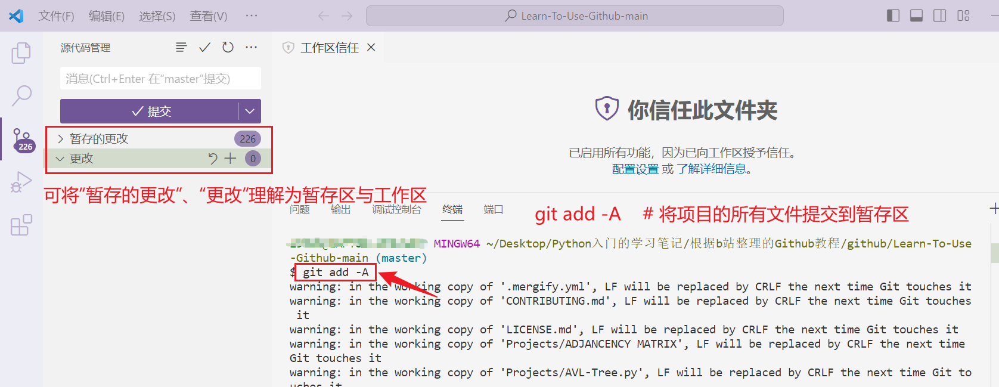 文件(F) 编辑(E) 选择(S) 查看(V) ··· Learn-To-Use-Github-main
源代码管理
工作区信任
消息(Ctrl+Enter 在“master”提交)
提交
226
暂存的更改 226
更改 0
你信任此文件夹
已启用所有功能，因为已向工作区授予信任。
配置设置 或 了解详细信息。
可将“暂存的更改”、“更改”理解为暂存区与工作区
问题 输出 调试控制台 终端 端口
git add -A # 将项目的所有文件提交到暂存区
MINGW64 ~/Desktop/Python入门的学习笔记/根据b站整理的Github教程/github/Learn-To-Use
-Github-main (master)
$ git add -A
warning: in the working copy of '.mergify.yml', LF will be replaced by CRLF the next time Git touches it
warning: in the working copy of 'CONTRIBUTING.md', LF will be replaced by CRLF the next time Git touches
it
warning: in the working copy of 'LICENSE.md', LF will be replaced by CRLF the next time Git touches it
warning: in the working copy of 'Projects/ADJANCENCY MATRIX', LF will be replaced by CRLF the next time
Git touches it
warning: in the working copy of 'Projects/AVL-Tree.py', LF will be replaced by CRLF the next time Git to
uches it